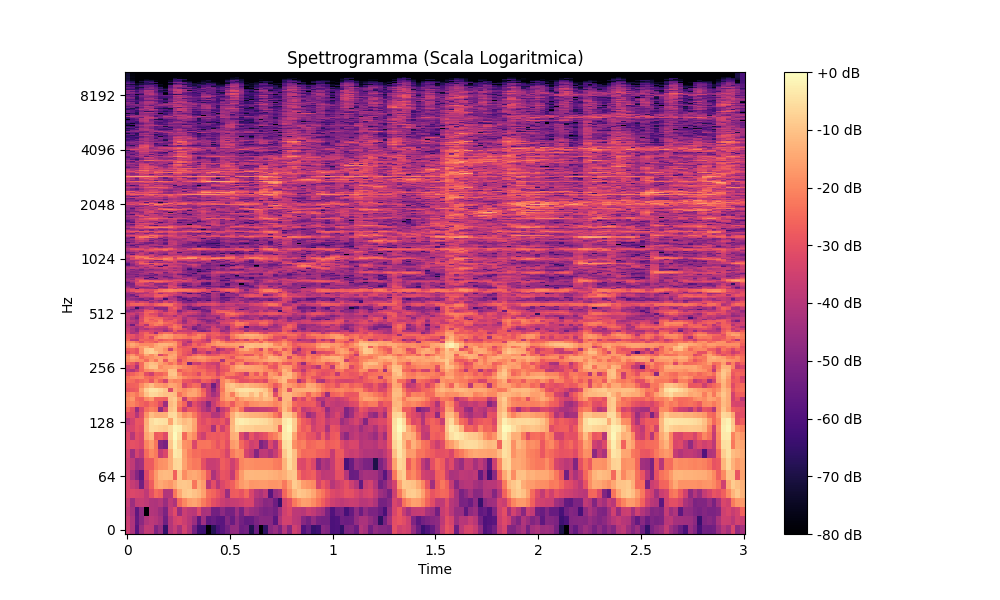 Spettrogramma (Scala Logaritmica)
Hz
8192
4096
2048
1024
512
256
128
64
0
0
0.5
1
1.5
2
2.5
3
Time
+0 dB
-10 dB
-20 dB
-30 dB
-40 dB
-50 dB
-60 dB
-70 dB
-80 dB